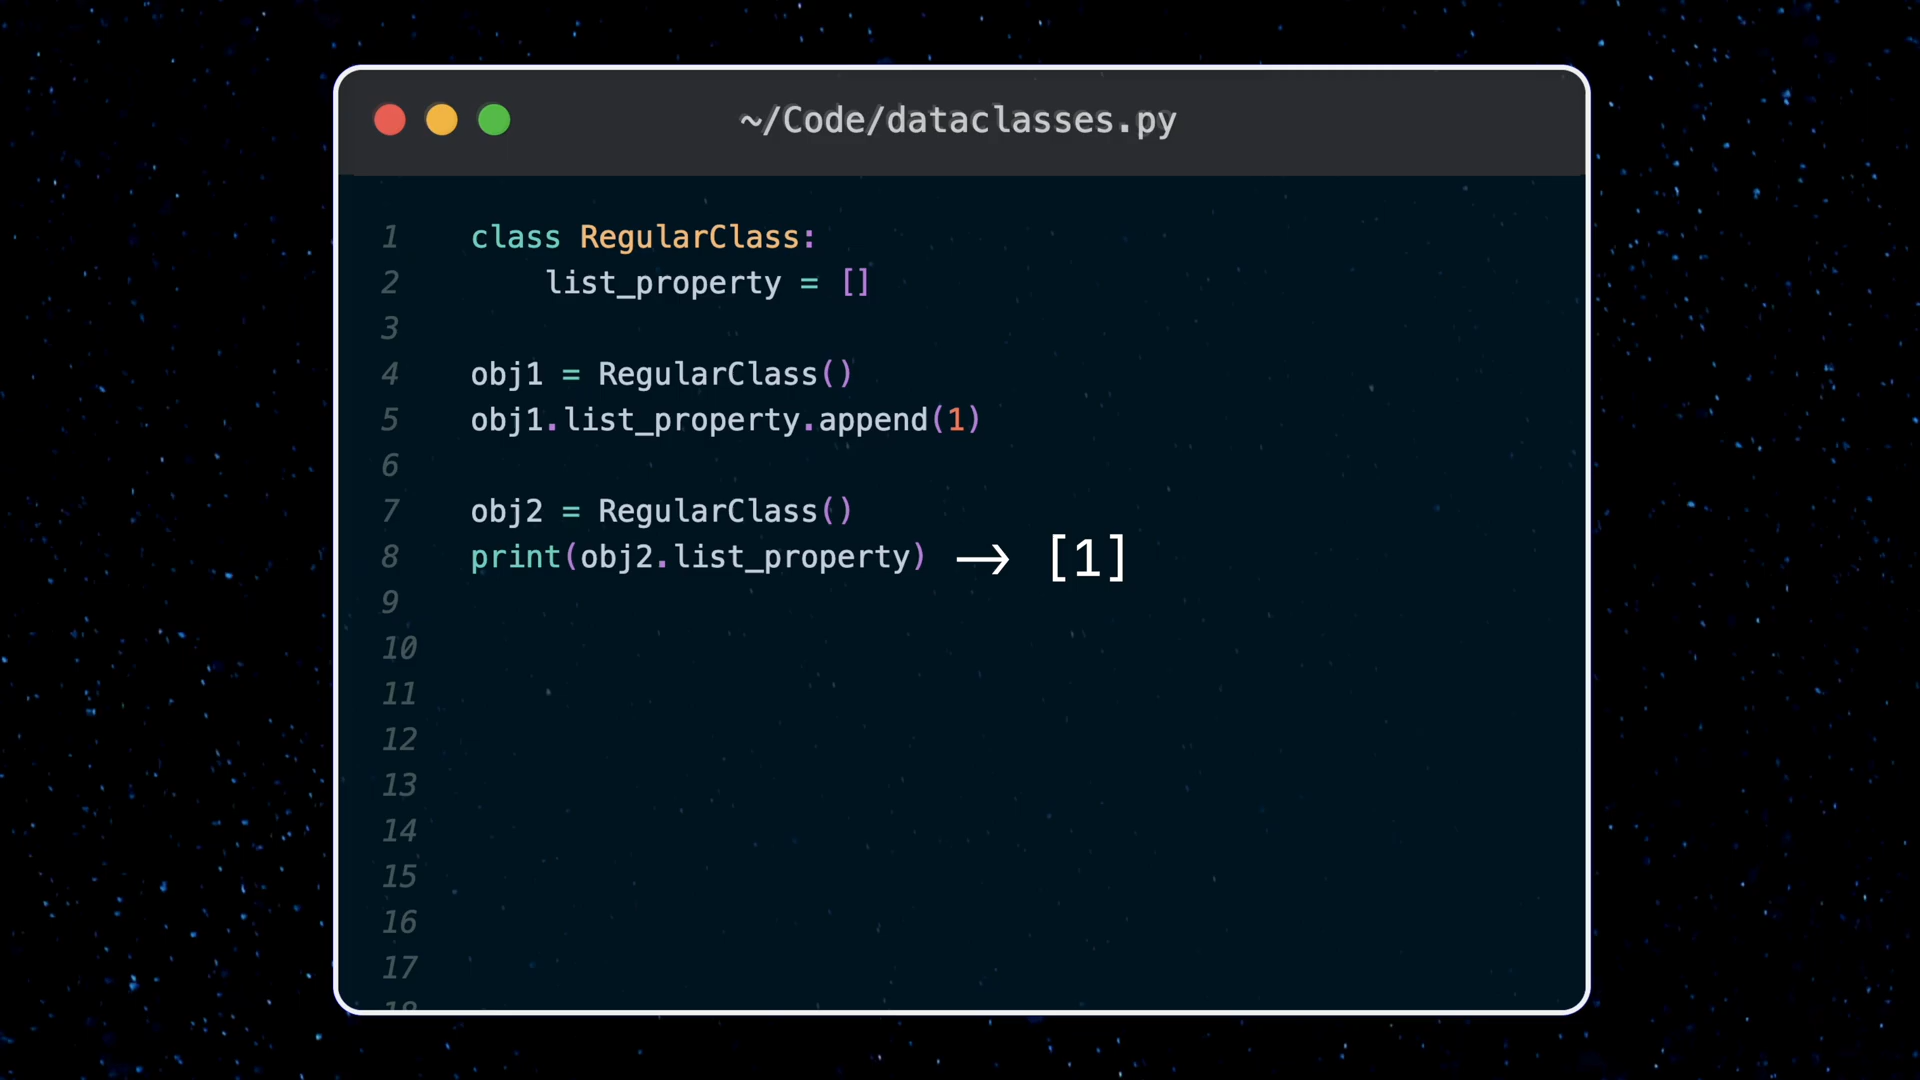 ~/Code/dataclasses.py
1 class RegularClass:
2     list_property = []
3
4 obj1 = RegularClass()
5 obj1.list_property.append(1)
6
7 obj2 = RegularClass()
8 print(obj2.list_property) → [1]
9
10
11
12
13
14
15
16
17
18